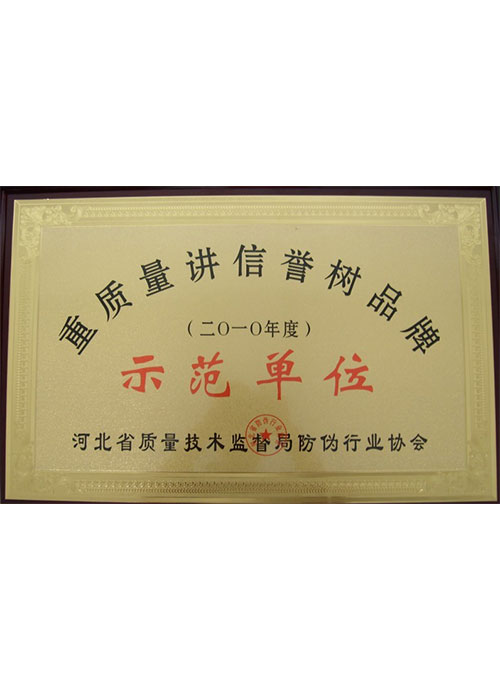 重质量讲信誉树品牌
（二〇一〇年度）
示范单位
河北省质量技术监督局防伪行业协会